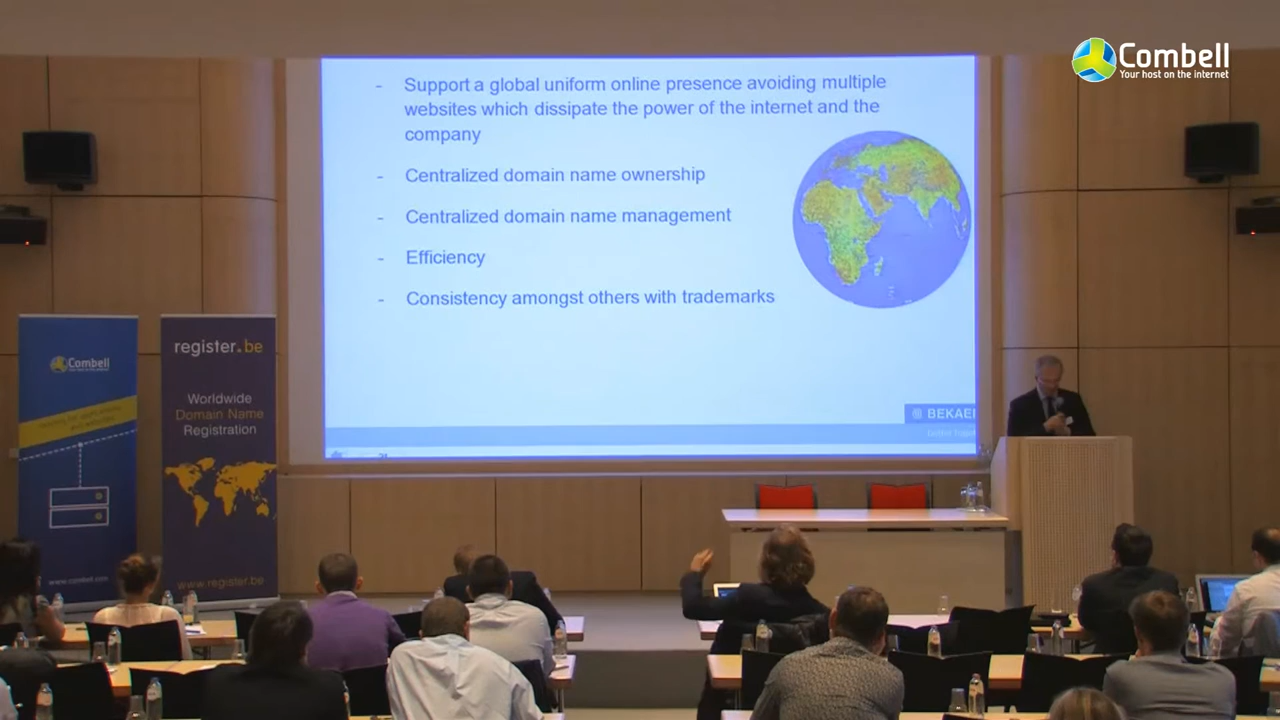 Combell
Your host on the internet
- Support a global uniform online presence avoiding multiple
websites which dissipate the power of the internet and the
company
- Centralized domain name ownership
- Centralized domain name management
- Efficiency
- Consistency amongst others with trademarks
BEKAE
Combell
www.combell.com
register.be
Worldwide
Domain Name
Registration
www.register.be